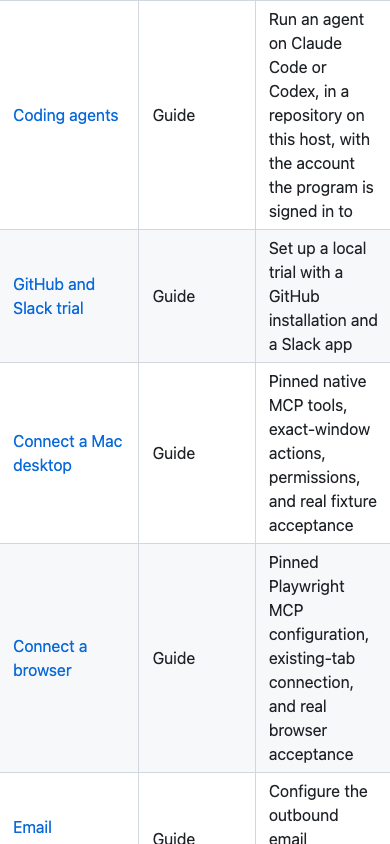 Coding agents
Guide
Run an agent
on Claude
Code or
Codex, in a
repository on
this host, with
the account
the program is
signed in to
GitHub and
Slack trial
Guide
Set up a local
trial with a
GitHub
installation and
a Slack app
Connect a Mac
desktop
Guide
Pinned native
MCP tools,
exact-window
actions,
permissions,
and real fixture
acceptance
Connect a
browser
Guide
Pinned
Playwright
MCP
configuration,
existing-tab
connection,
and real
browser
acceptance
Email
Guide
Configure the
outbound
email